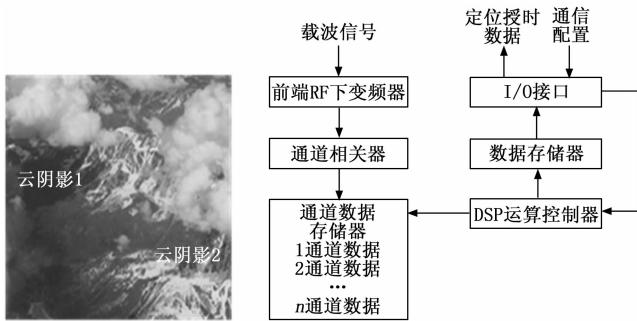 云阴影1
云阴影2
载波信号
前端RF下变频器
通道相关器
通道数据
存储器
1通道数据
2通道数据
...
n通道数据
定位授时
数据
通信
配置
I/O接口
数据存储器
DSP运算控制器